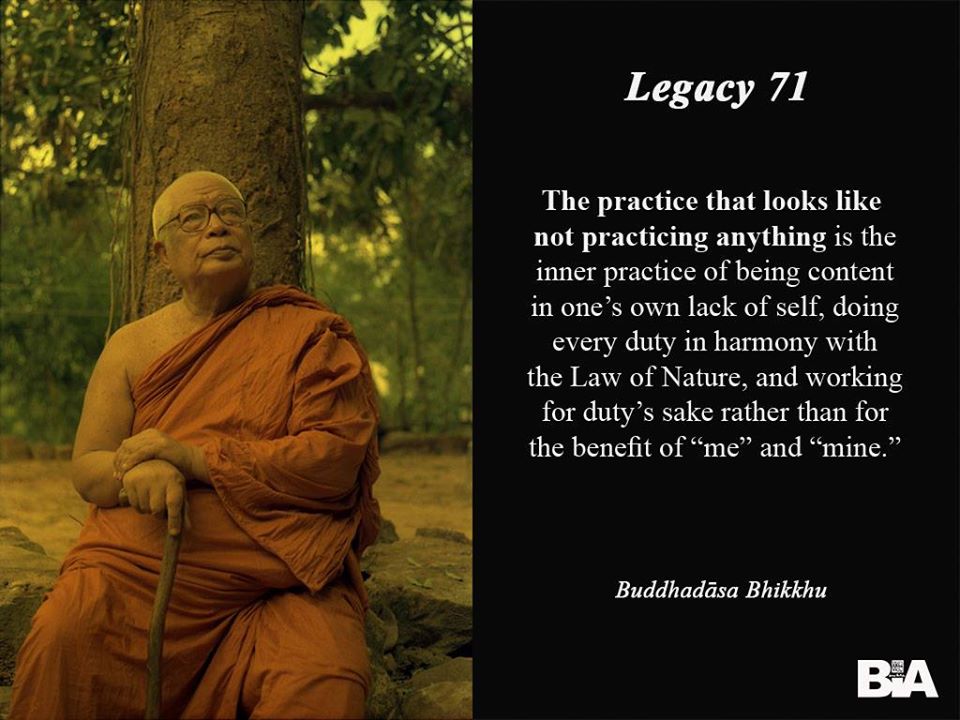 Legacy 71
The practice that looks like
not practicing anything is the
inner practice of being content
in one’s own lack of self, doing
every duty in harmony with
the Law of Nature, and working
for duty’s sake rather than for
the benefit of “me” and “mine.”
Buddhadāsa Bhikkhu
BIA